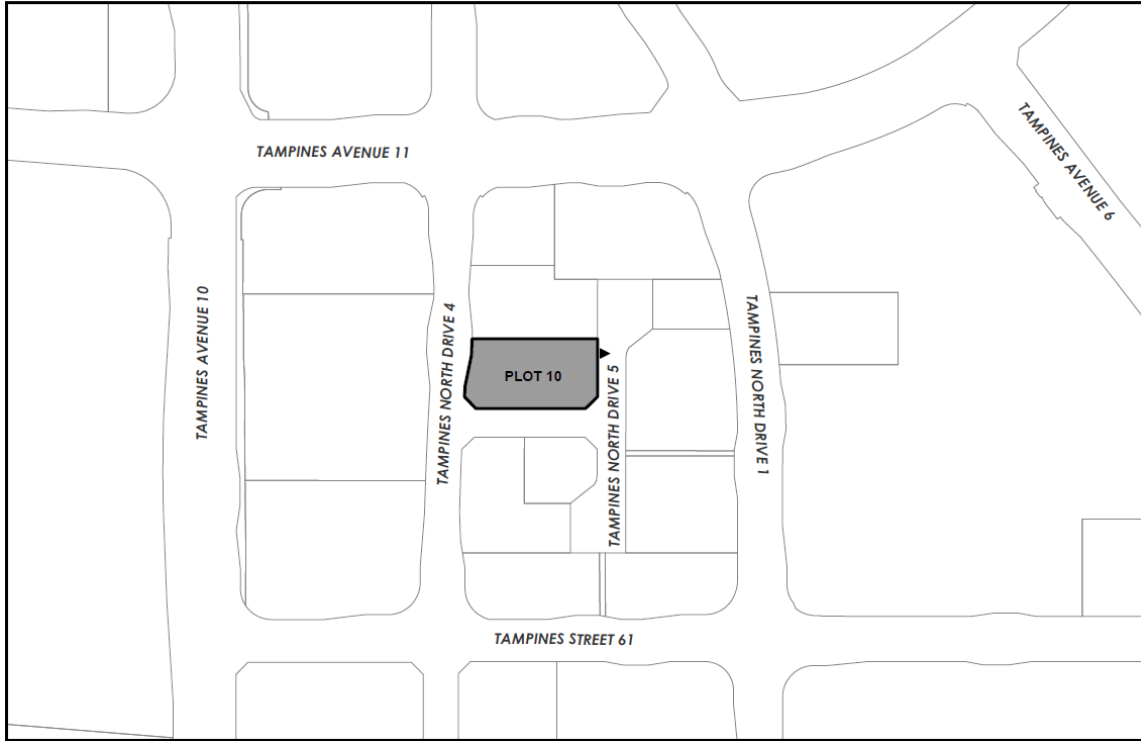 TAMPINES AVENUE 11
TAMPINES AVENUE 6
TAMPINES AVENUE 10
TAMPINES NORTH DRIVE 4
PLOT 10
TAMPINES NORTH DRIVE 5
TAMPINES NORTH DRIVE 1
TAMPINES STREET 61